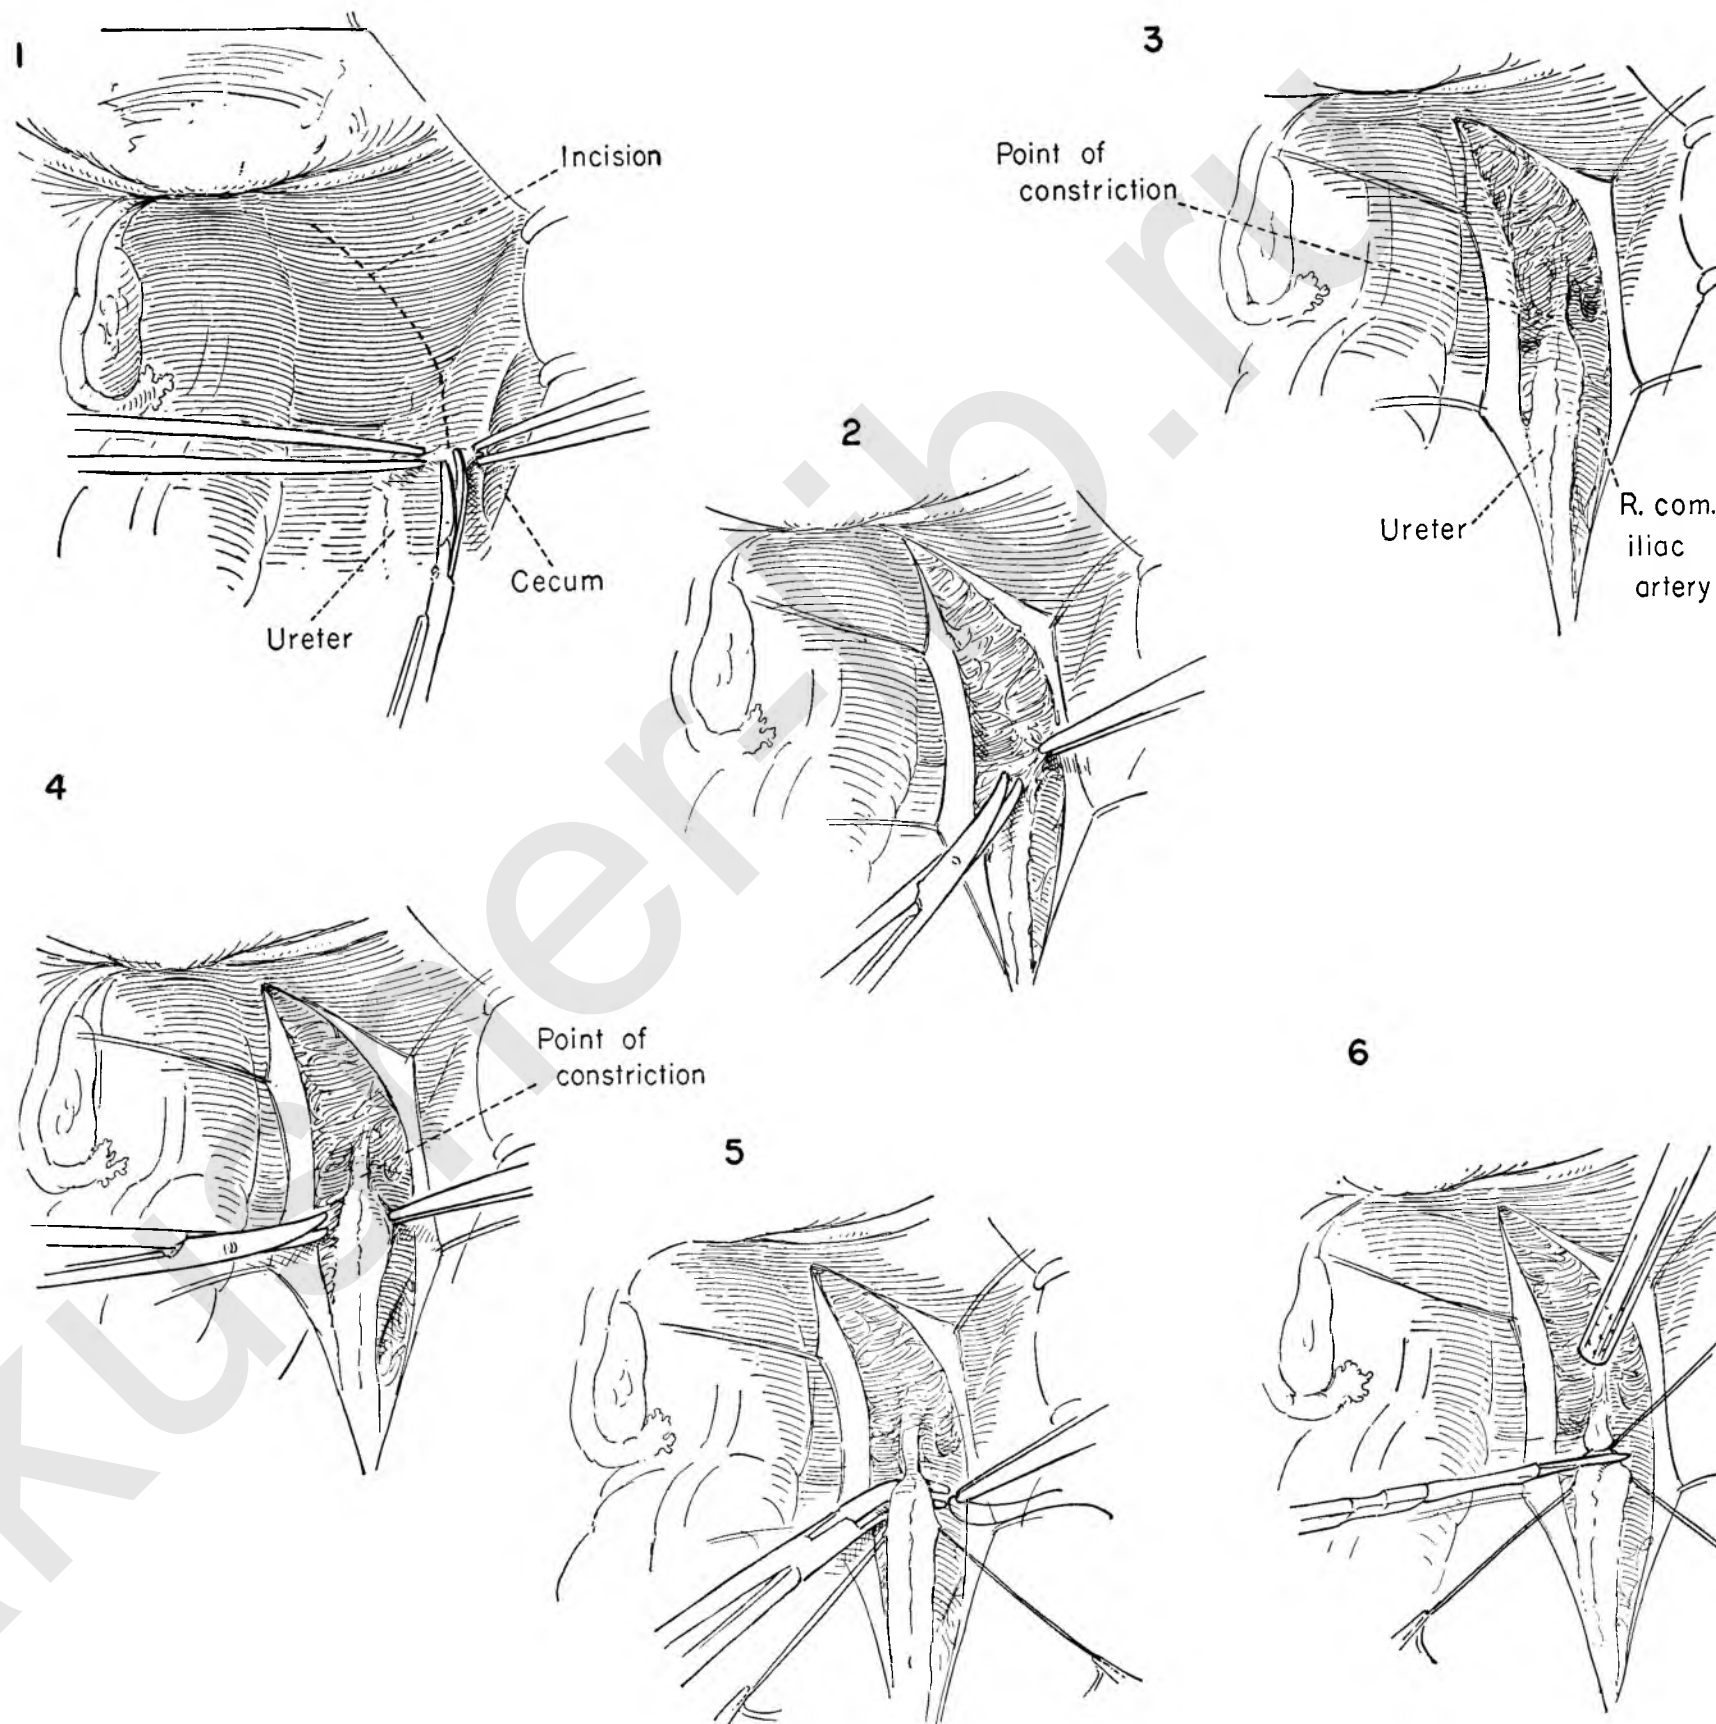 1
Incision
Ureter
Cecum
2
3
Point of
constriction
Ureter
R. com.
iliac
artery
4
Point of
constriction
5
6